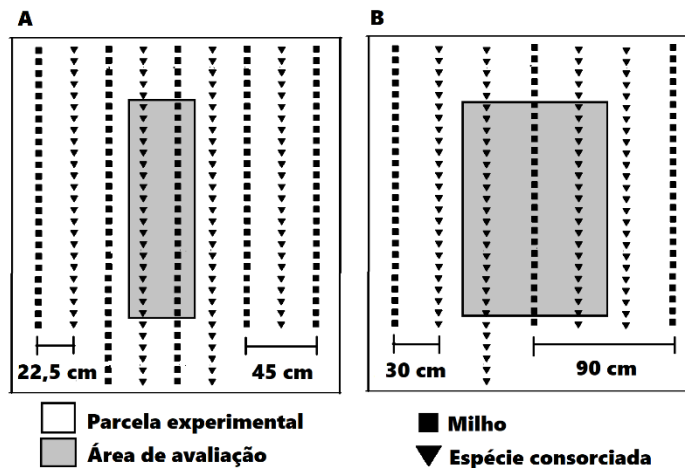 A
B
22,5 cm
45 cm
30 cm
90 cm
Parcela experimental
Área de avaliação
Milho
Espécie consorciada